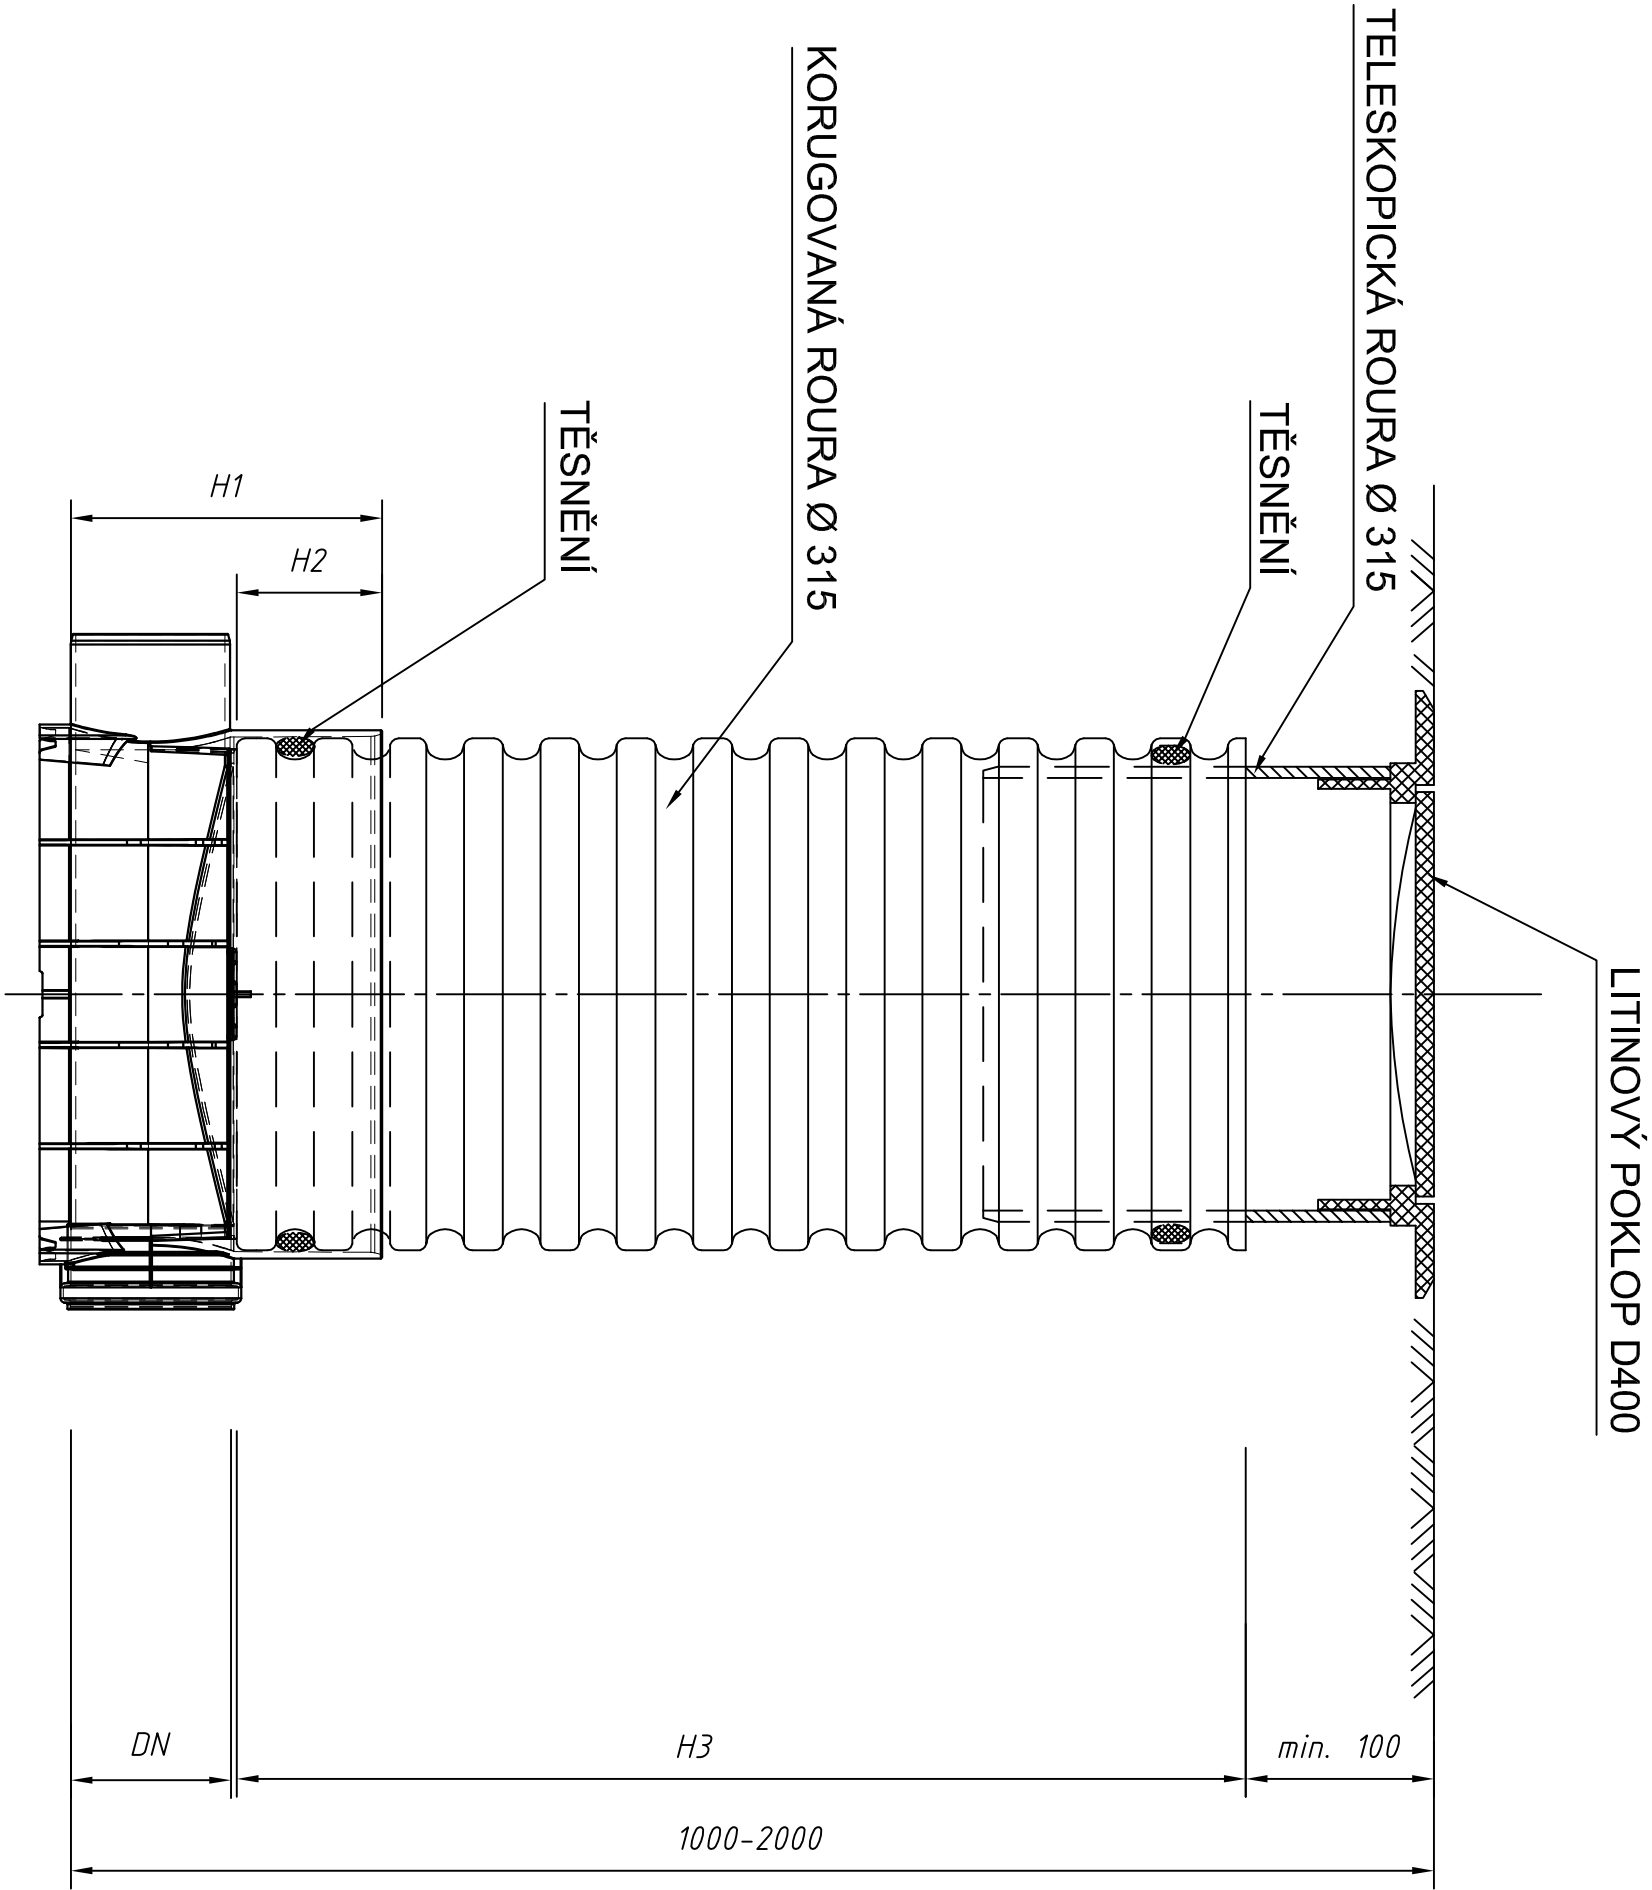 LITINOVÝ POKLOP D400
TELESKOPICKÁ ROURA Ø 315
TĚSNĚNÍ
KORUGOVANÁ ROURA Ø 315
TĚSNĚNÍ
H1
H2
DN
H3
min. 100
1000-2000